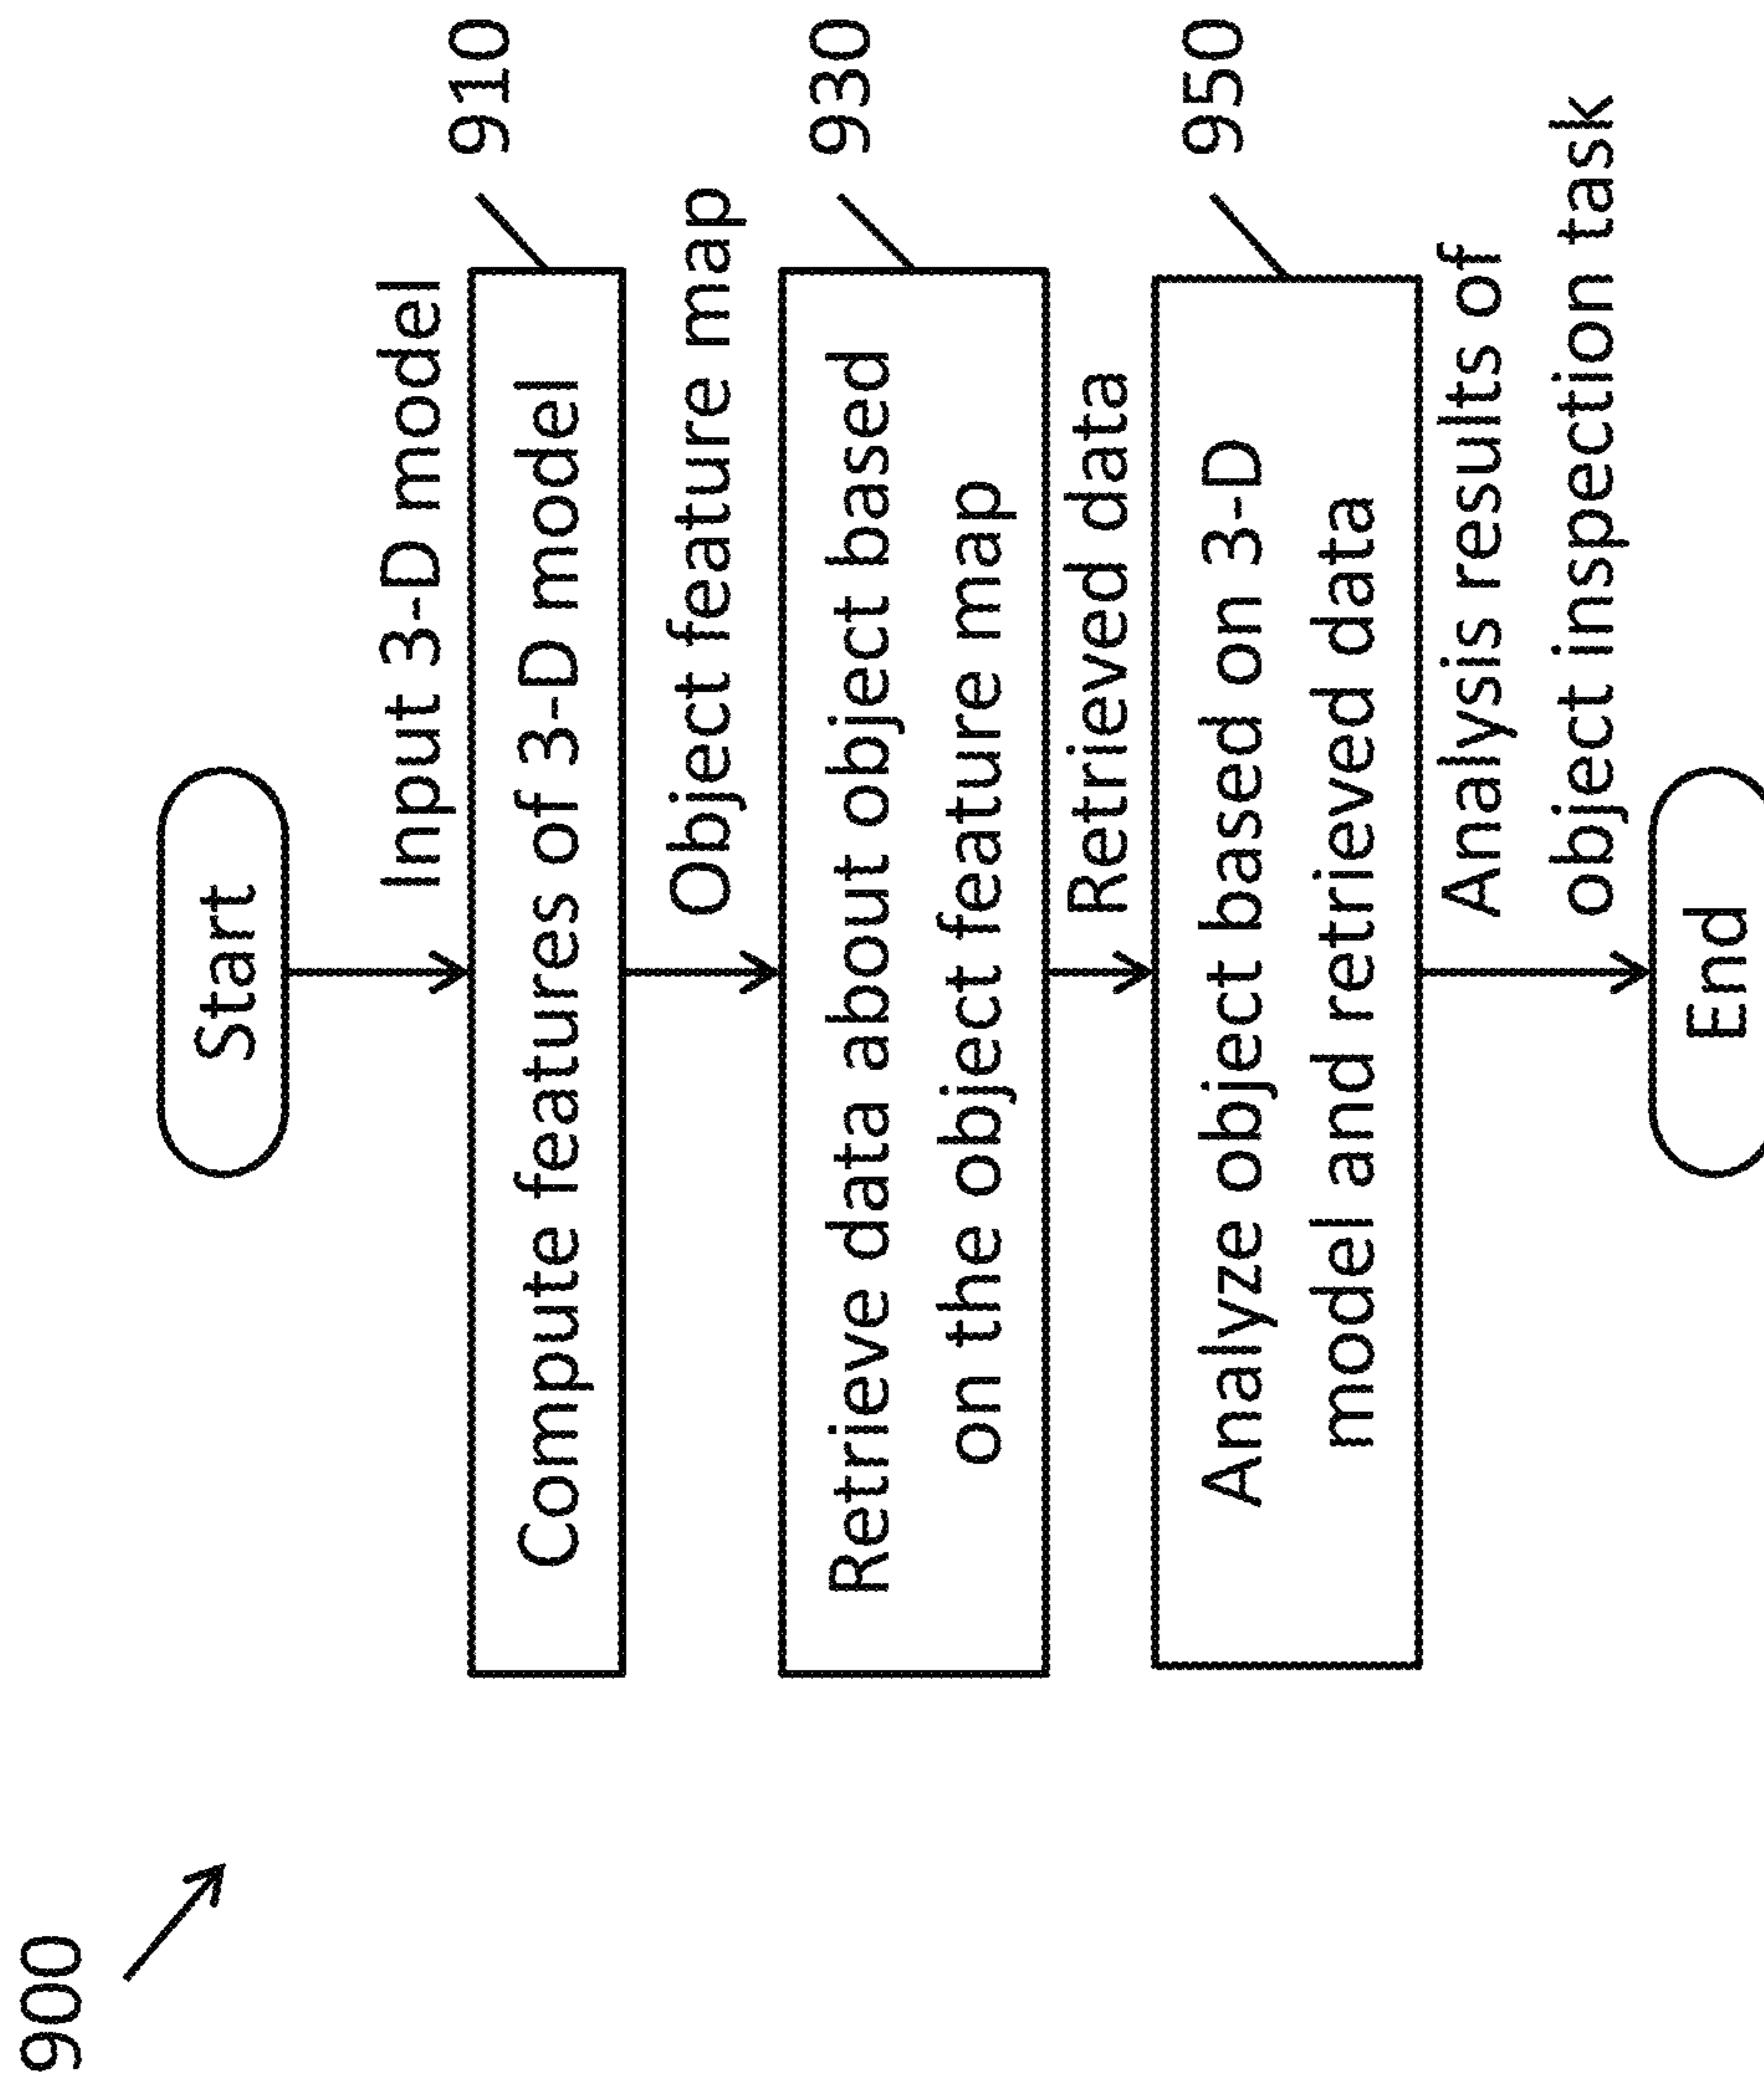 900
Start
Input 3-D model
910
Compute features of 3-D model
Object feature map
930
Retrieve data about object based
on the object feature map
Retrieved data
950
Analyze object based on 3-D
model and retrieved data
Analysis results of
object inspection task
End